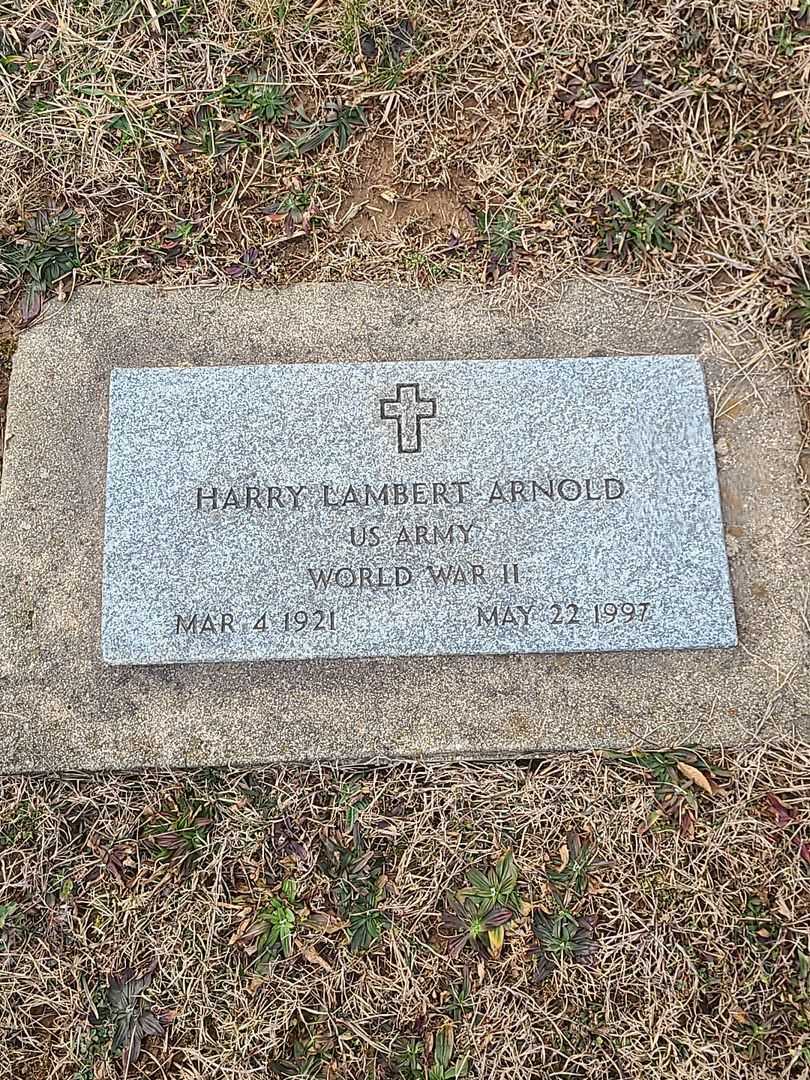 HARRY LAMBERT ARNOLD
US ARMY
WORLD WAR II
MAR 4 1921 MAY 22 1997